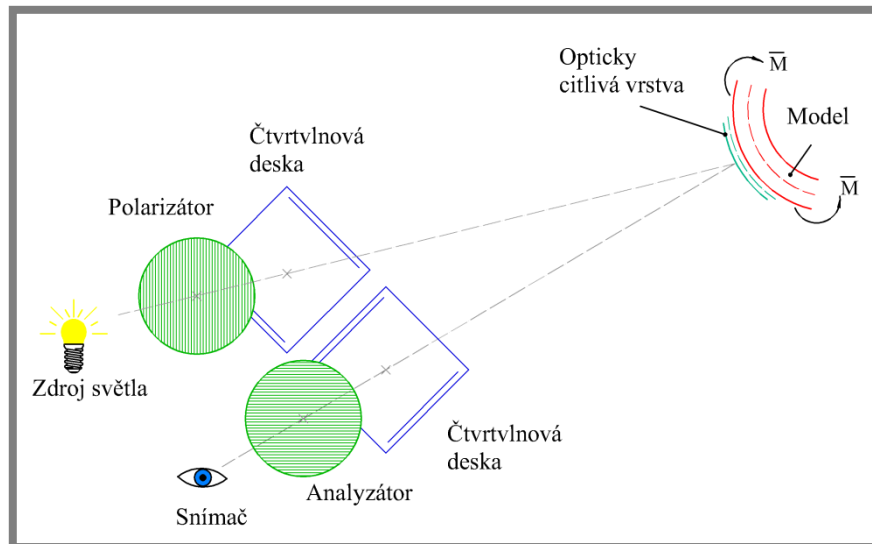 Opticky
citlivá vrstva
M
Model
Čtvrtvlnová
deska
M
Polarizátor
Zdroj světla
Čtvrtvlnová
deska
Analyzátor
Snímač